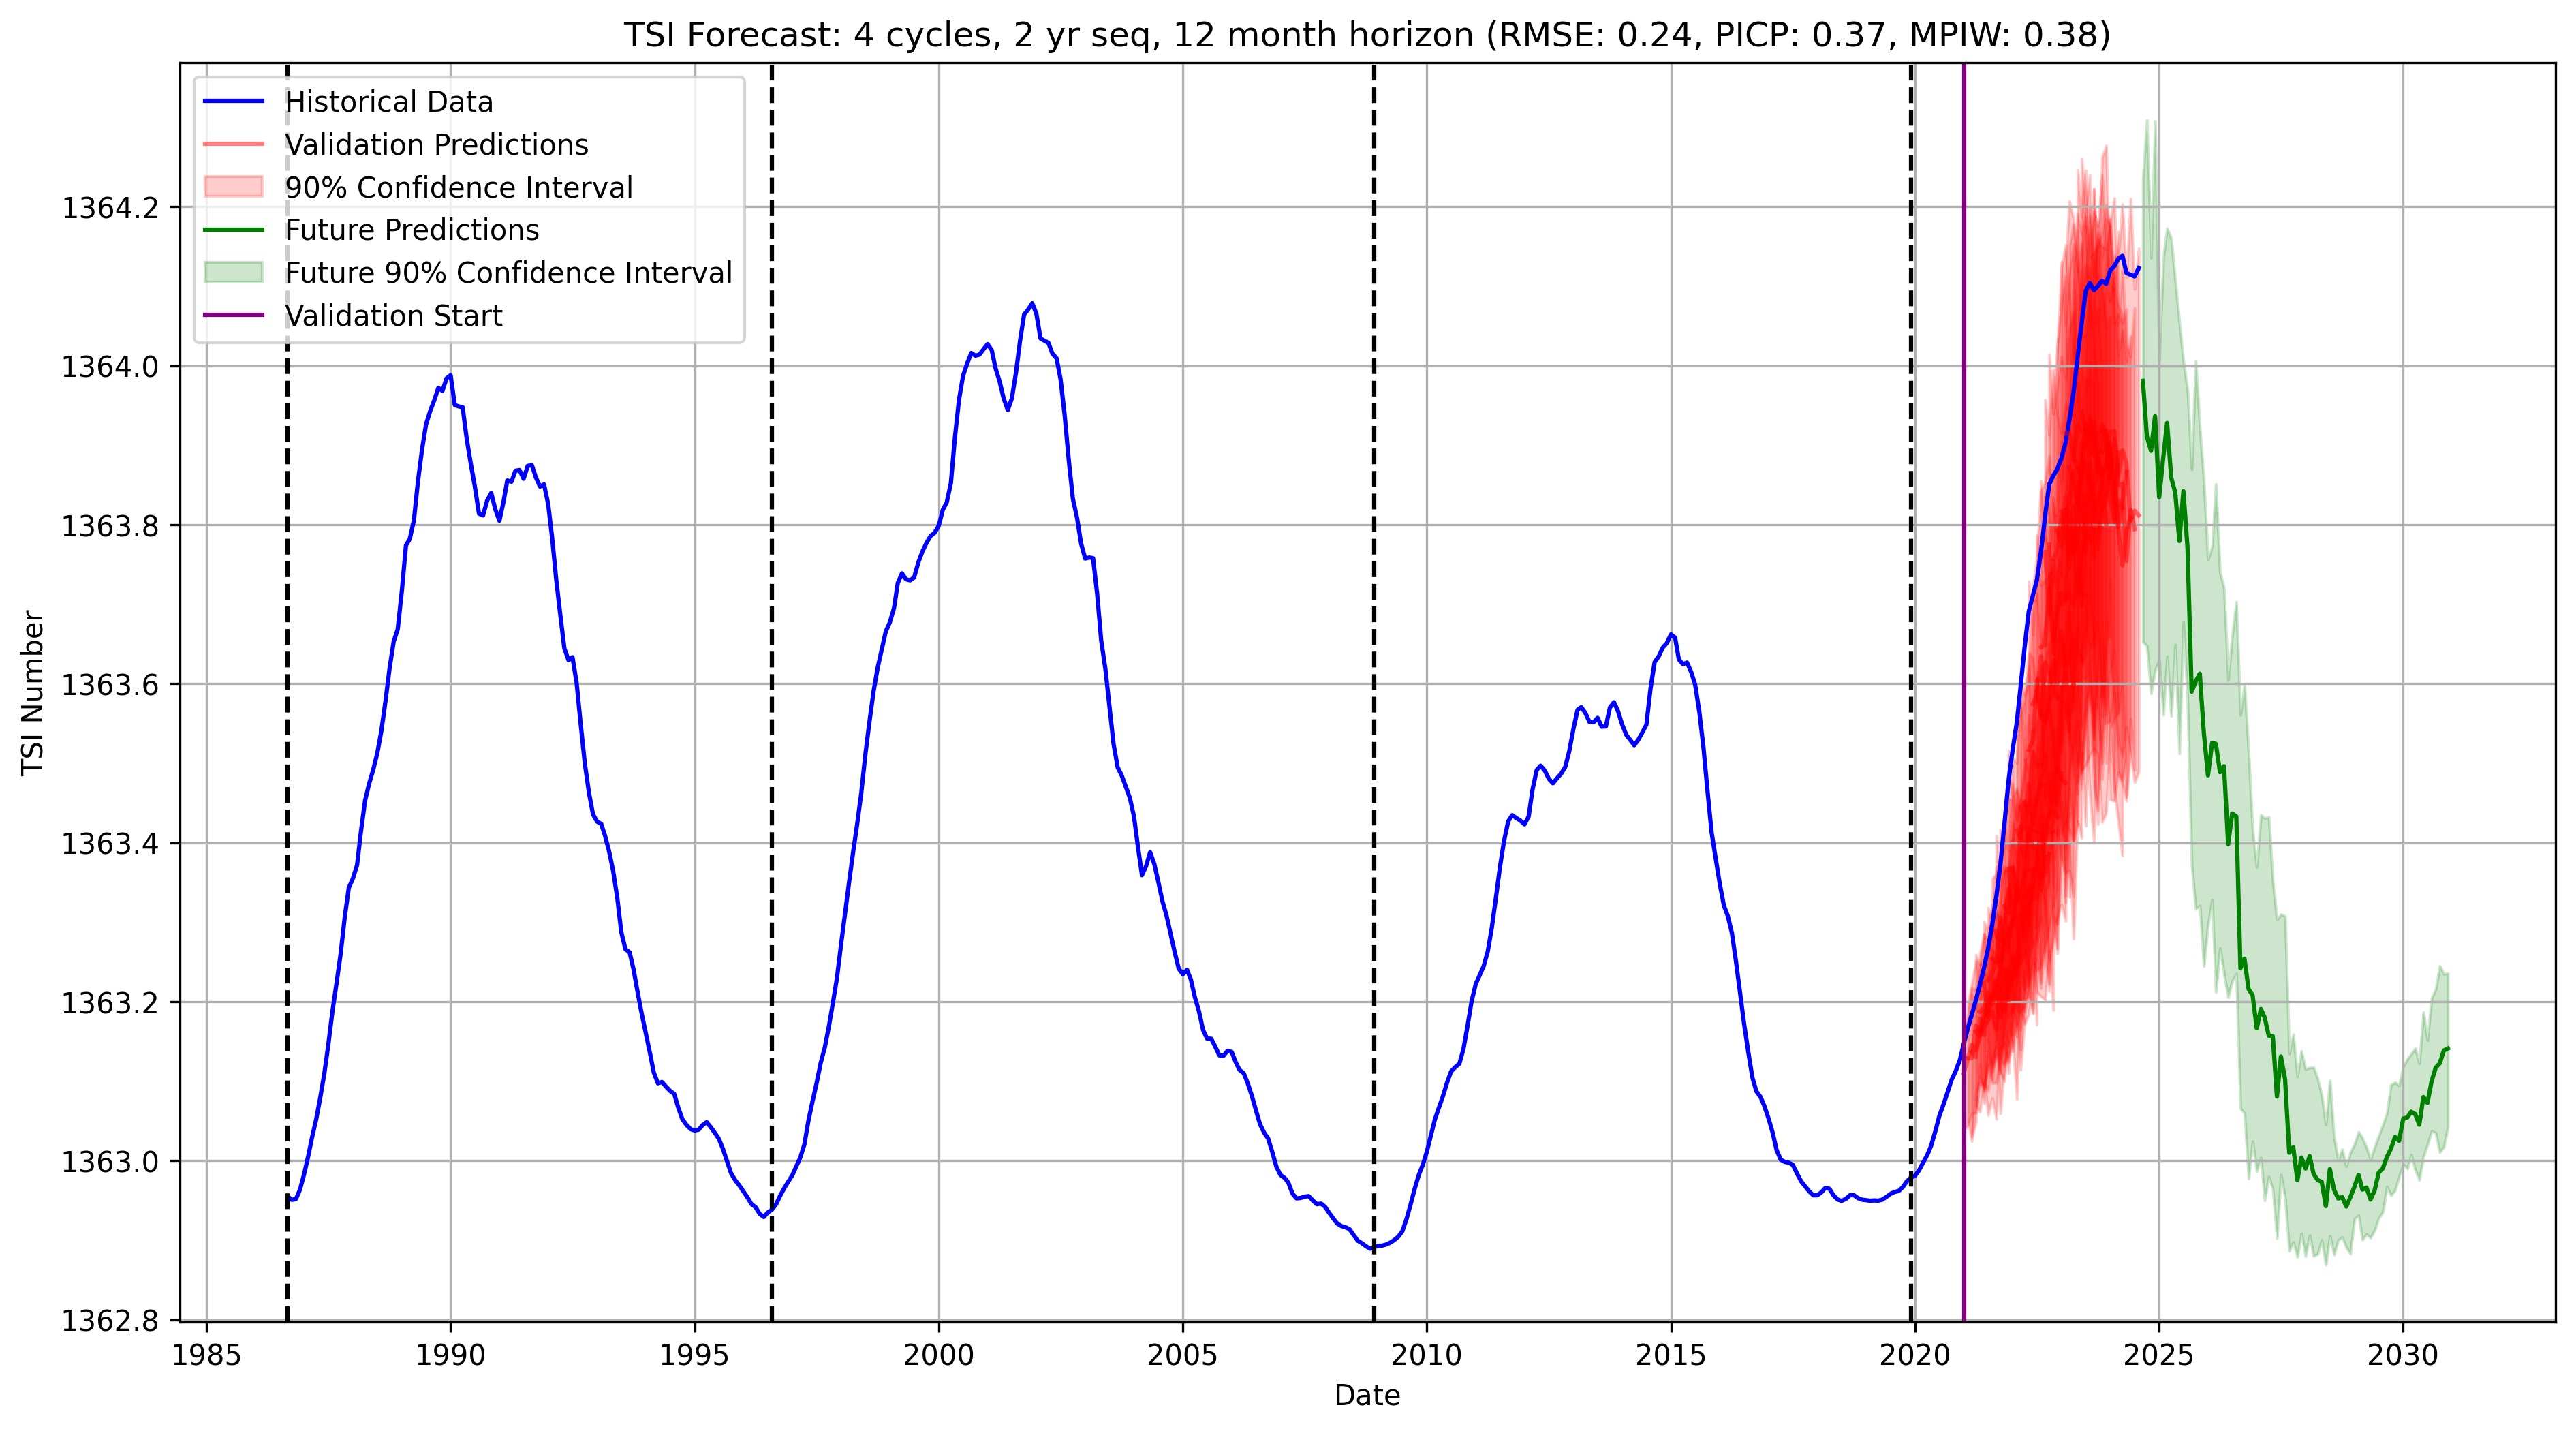 TSI Forecast: 4 cycles, 2 yr seq, 12 month horizon (RMSE: 0.24, PICP: 0.37, MPIW: 0.38)
Historical Data
Validation Predictions
90% Confidence Interval
Future Predictions
Future 90% Confidence Interval
Validation Start
TSI Number
1364.2
1364.0
1363.8
1363.6
1363.4
1363.2
1363.0
1362.8
1985 1990 1995 2000 2005 2010 2015 2020 2025 2030
Date